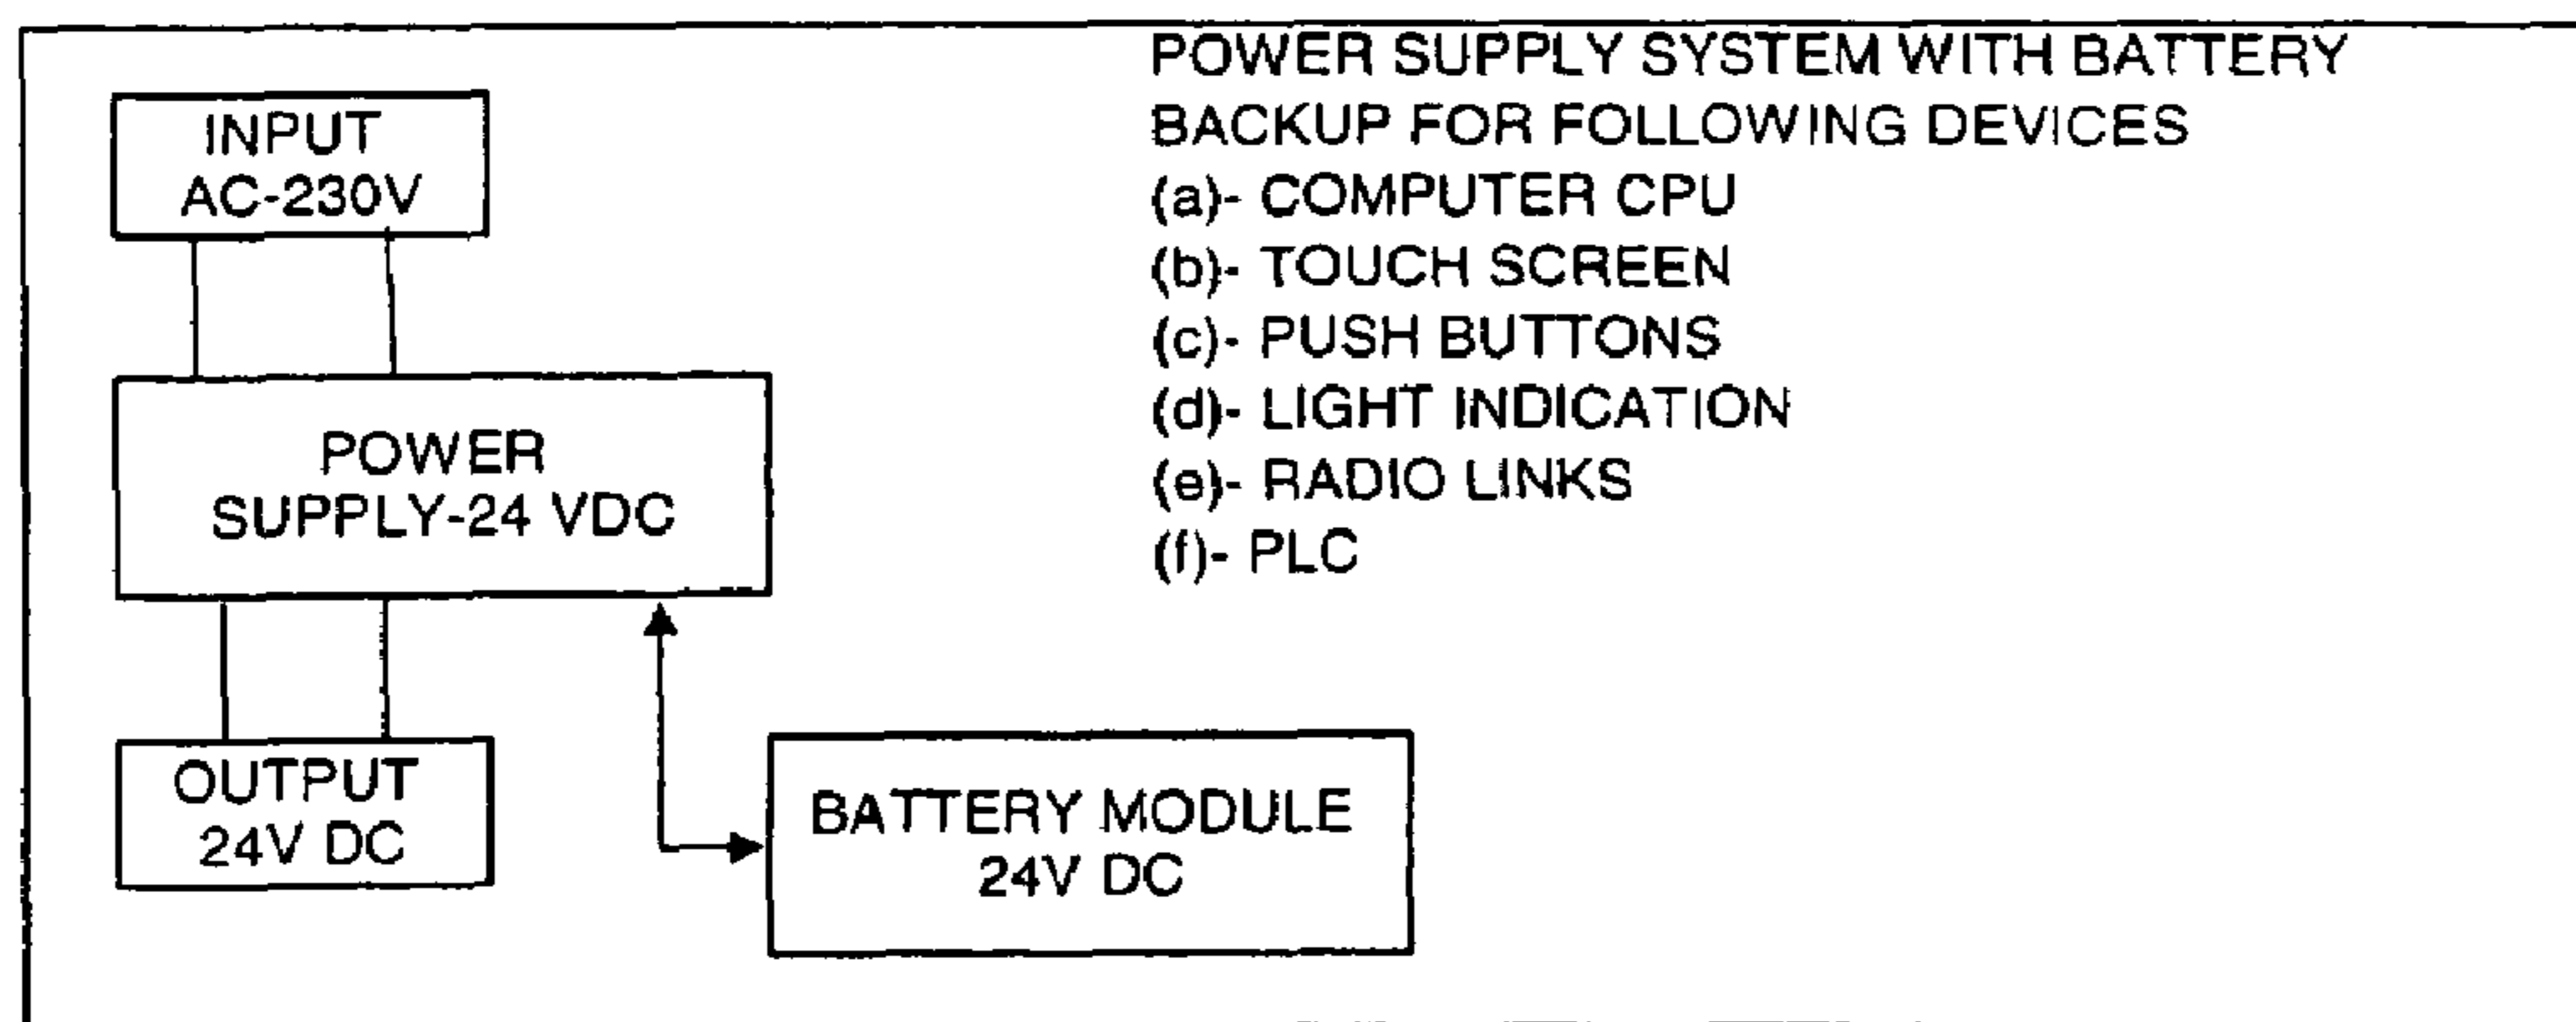 POWER SUPPLY SYSTEM WITH BATTERY
BACKUP FOR FOLLOWING DEVICES
(a)- COMPUTER CPU
(b)- TOUCH SCREEN
(c)- PUSH BUTTONS
(d)- LIGHT INDICATION
(e)- RADIO LINKS
(f)- PLC
INPUT
AC-230V
POWER
SUPPLY-24 VDC
OUTPUT
24V DC
BATTERY MODULE
24V DC